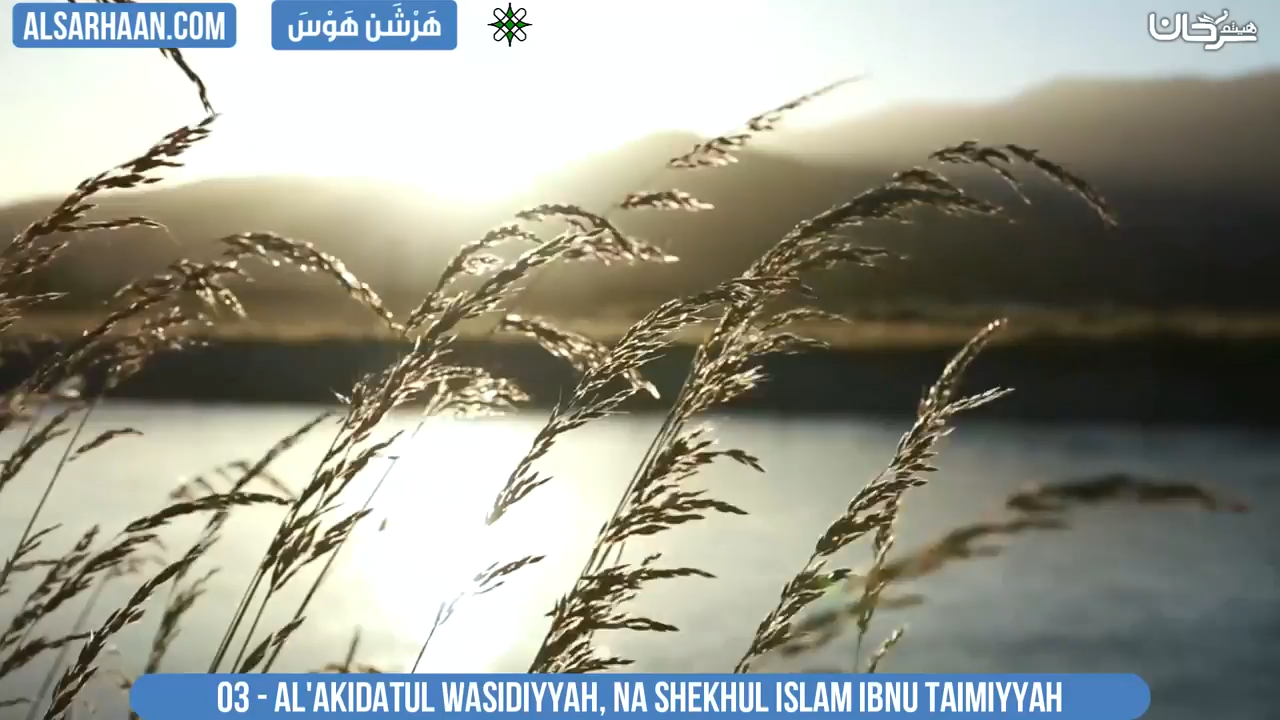 ALSARHAAN.COM
هَرْشَن هَوْسَ
هيثم سرحان
03 - AL'AKIDATUL WASIDIYYAH, NA SHEKHUL ISLAM IBNU TAIMIYYAH